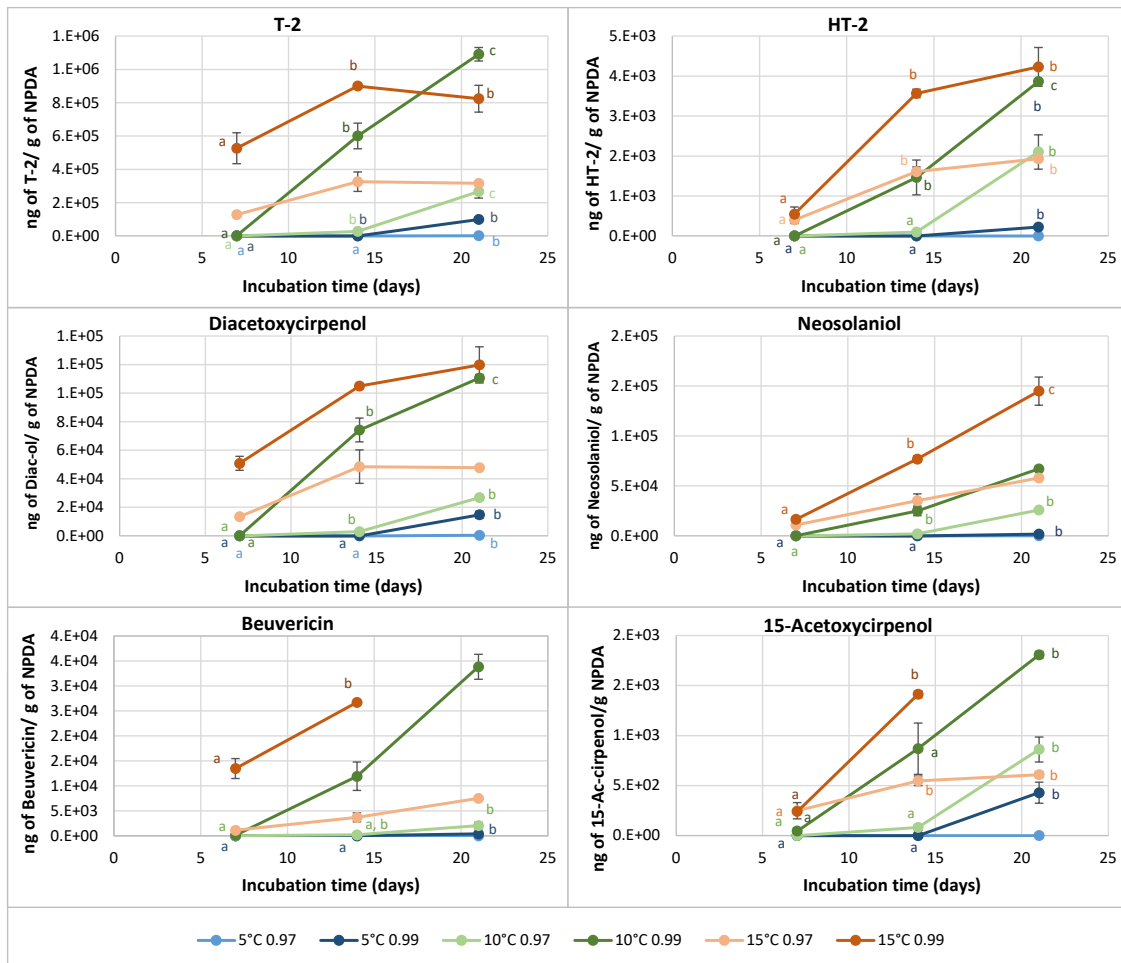 T-2
ng of T-2/ g of NPDA
1.E+06
1.E+06
8.E+05
6.E+05
4.E+05
2.E+05
0.E+00
a
b
b
c
b
a
b b
c
b
a a
a
a
b
0 5 10 15 20 25
Incubation time (days)
HT-2
ng of HT-2/ g of NPDA
5.E+03
4.E+03
3.E+03
2.E+03
1.E+03
0.E+00
b
b
c
b
b
b
b
a
a
b
a
b
a a a
a
0 5 10 15 20 25
Incubation time (days)
Diacetoxycirpenol
ng of Diac-ol/ g of NPDA
1.E+05
1.E+05
1.E+05
8.E+04
6.E+04
4.E+04
2.E+04
0.E+00
c
b
b
a
b
b
a a
a
a
a
b
0 5 10 15 20 25
Incubation time (days)
Neosolaniol
ng of Neosolaniol/ g of NPDA
2.E+05
2.E+05
1.E+05
5.E+04
0.E+00
c
b
a
b
b
b
a
a
a
0 5 10 15 20 25
Incubation time (days)
Beuvericin
ng of Beuvericin/ g of NPDA
4.E+04
4.E+04
3.E+04
3.E+04
2.E+04
2.E+04
1.E+04
5.E+03
0.E+00
b
a
b
a
a, b
b
a
a
0 5 10 15 20 25
Incubation time (days)
15-Acetoxycirpenol
ng of 15-Ac-cirpenol/g NPDA
2.E+03
2.E+03
1.E+03
5.E+02
0.E+00
b
b
a
b
a
a
b
b
b
a a
a
a
a
0 5 10 15 20 25
Incubation time (days)
5°C 0.97 5°C 0.99 10°C 0.97 10°C 0.99 15°C 0.97 15°C 0.99